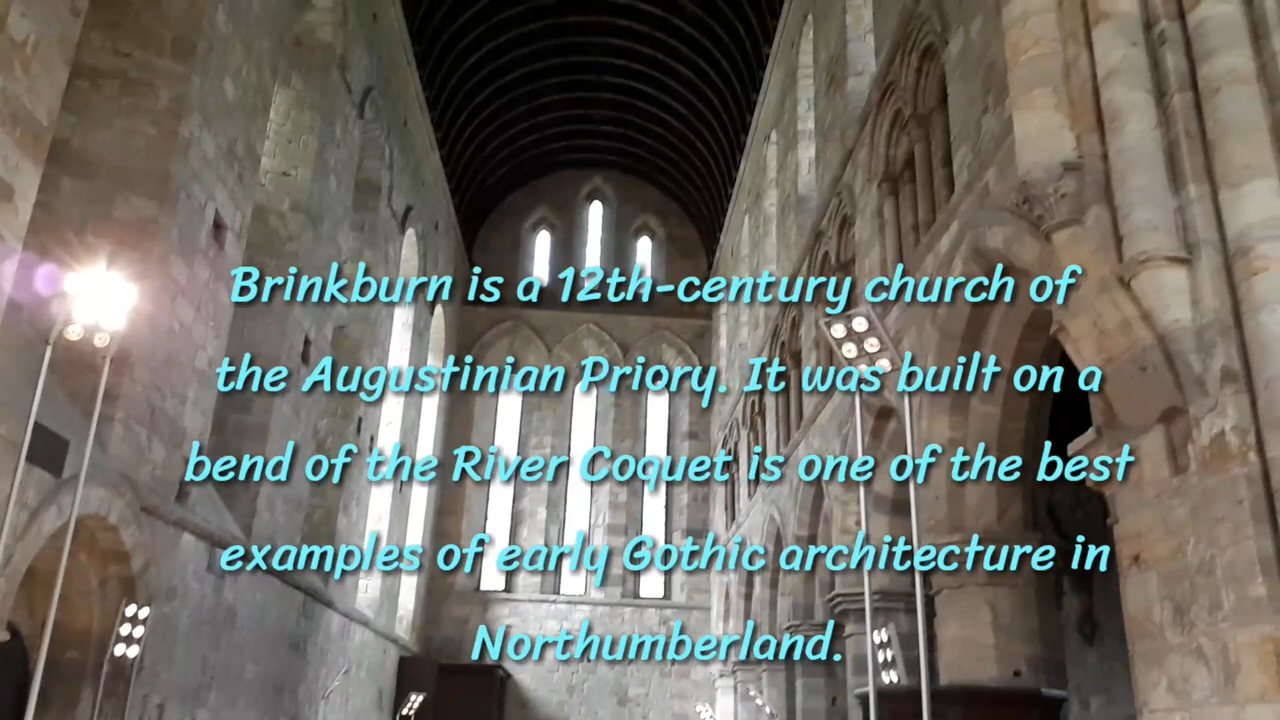 Brinkburn is a 12th-century church of
the Augustinian Priory. It was built on a
bend of the River Coquet is one of the best
examples of early Gothic architecture in
Northumberland.